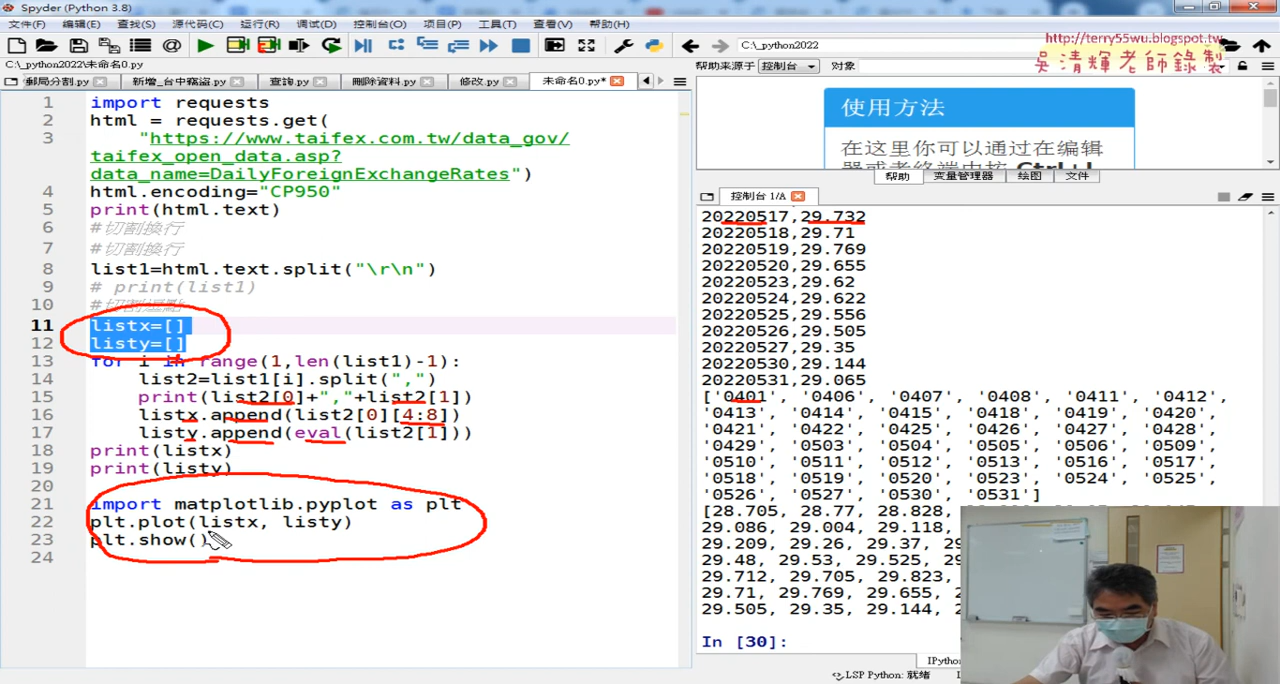 Spyder (Python 3.8)
文件(F) 编辑(E) 查找(S) 源代码(C) 运行(R) 调试(D) 控制台(O) 项目(P) 工具(T) 查看(V) 帮助(H)
C:\_python2022
http://terry55wu.blogspot.tw
吳清輝老師錄製
C:\_python2022\未命名0.py
帮助来源于 控制台 对象
郵局分割.py 新增_台中竊盜.py 查詢.py 刪除資料.py 修改.py 未命名0.py*
1 import requests
2 html = requests.get(
3 "https://www.taifex.com.tw/data_gov/
taifex_open_data.asp?
data_name=DailyForeignExchangeRates")
4 html.encoding="CP950"
5 print(html.text)
6 #切割換行
7 #切割換行
8 list1=html.text.split("\r\n")
9 # print(list1)
10
11 listx=[]
12 listy=[]
13 for i in range(1,len(list1)-1):
14 list2=list1[i].split(",")
15 print(list2[0]+","+list2[1])
16 listx.append(list2[0][4:8])
17 listy.append(eval(list2[1]))
18 print(listx)
19 print(listy)
20
21 import matplotlib.pyplot as plt
22 plt.plot(listx, listy)
23 plt.show()
24
使用方法
在这里你可以通过在编辑
帮助 变量管理器 绘图 文件
控制台 1/A
20220517,29.732
20220518,29.71
20220519,29.769
20220520,29.655
20220523,29.62
20220524,29.622
20220525,29.556
20220526,29.505
20220527,29.35
20220530,29.144
20220531,29.065
['0401', '0406', '0407', '0408', '0411', '0412',
'0413', '0414', '0415', '0418', '0419', '0420',
'0421', '0422', '0425', '0426', '0427', '0428',
'0429', '0503', '0504', '0505', '0506', '0509',
'0510', '0511', '0512', '0513', '0516', '0517',
'0518', '0519', '0520', '0523', '0524', '0525',
'0526', '0527', '0530', '0531']
[28.705, 28.77, 28.828,
29.086, 29.004, 29.118,
29.209, 29.26, 29.37,
29.48, 29.53, 29.525,
29.712, 29.705, 29.823,
29.71, 29.769, 29.655,
29.505, 29.35, 29.144,
In [30]:
LSP Python: 就绪